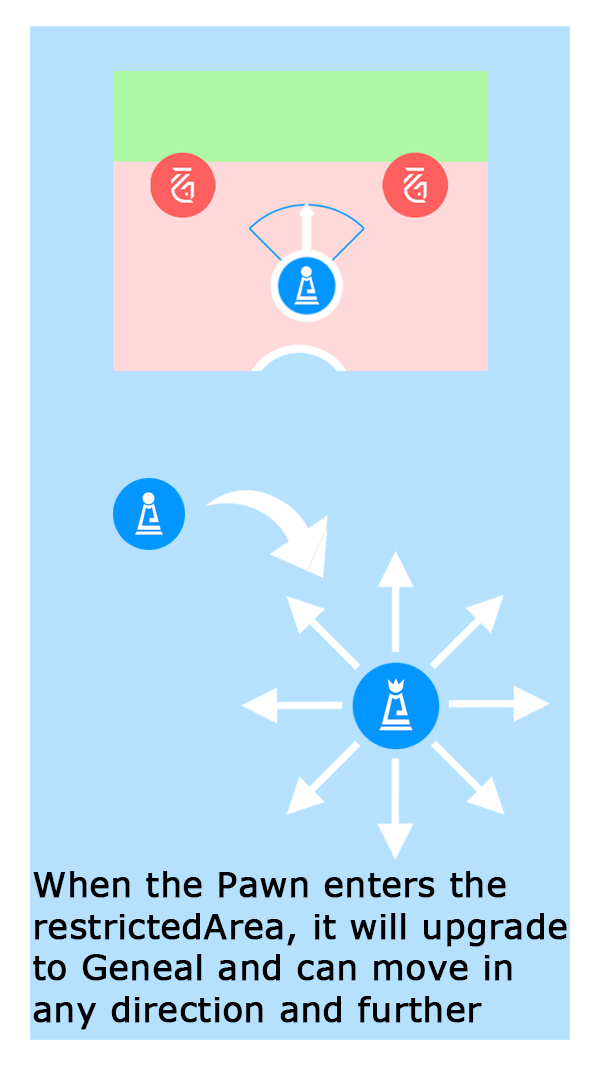 When the Pawn enters the
restrictedArea, it will upgrade
to Geneal and can move in
any direction and further